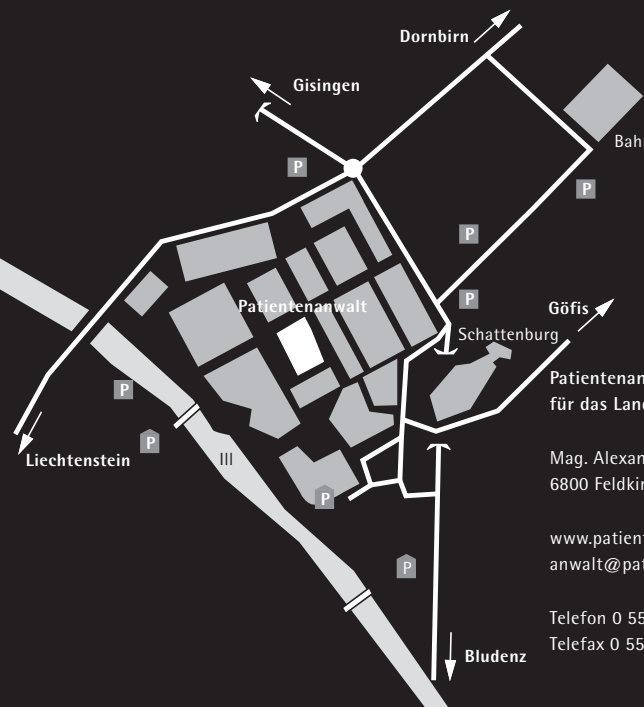 Dornbirn
Gisingen
Bah
P
P
P
P
Patientenanwalt
Göfis
Schattenburg
P
P
Liechtenstein
Ill
P
P
Bludenz
Patientenan
für das Land
Mag. Alexan
6800 Feldkir
www.patient
anwalt@pat
Telefon 0 55
Telefax 0 55